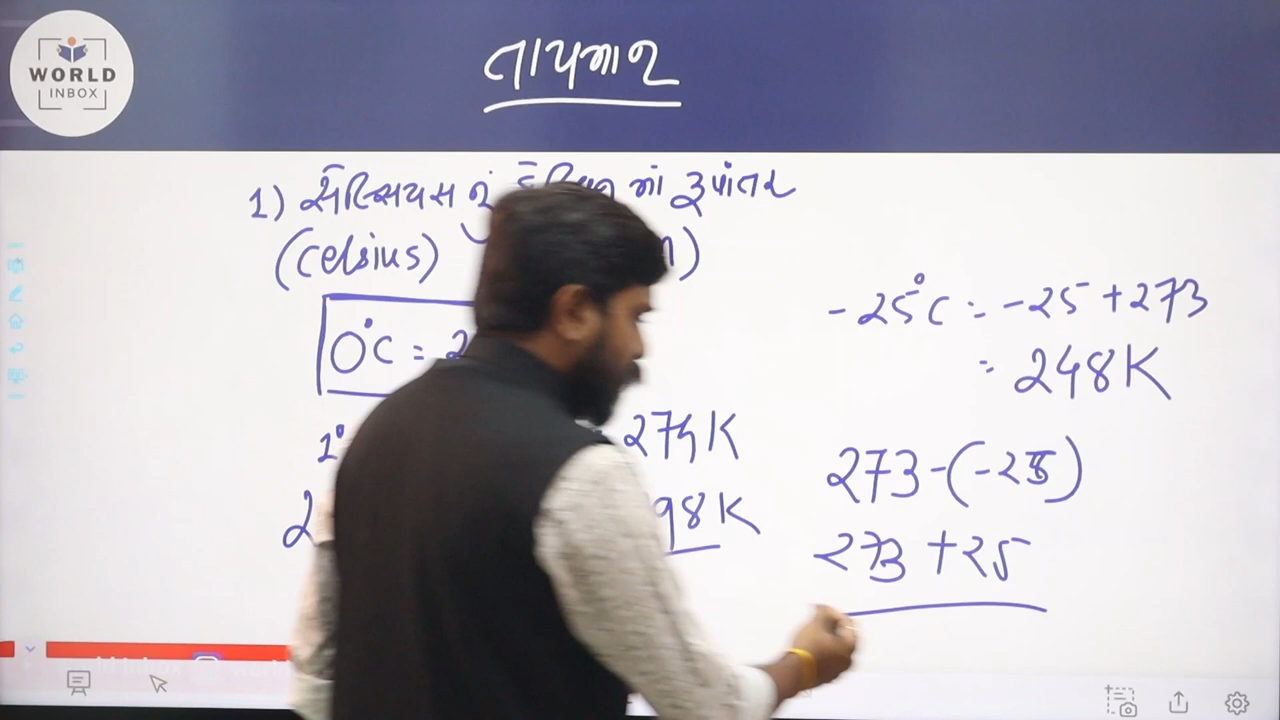 WORLD
INBOX
તાપમાન
1) સેલ્સિયસ નું માં રૂપાંતર
(Celsius)
0°C =
1° 274K
2 98K
-25°C = -25 + 273
= 248K
273-(-25)
273 + 25